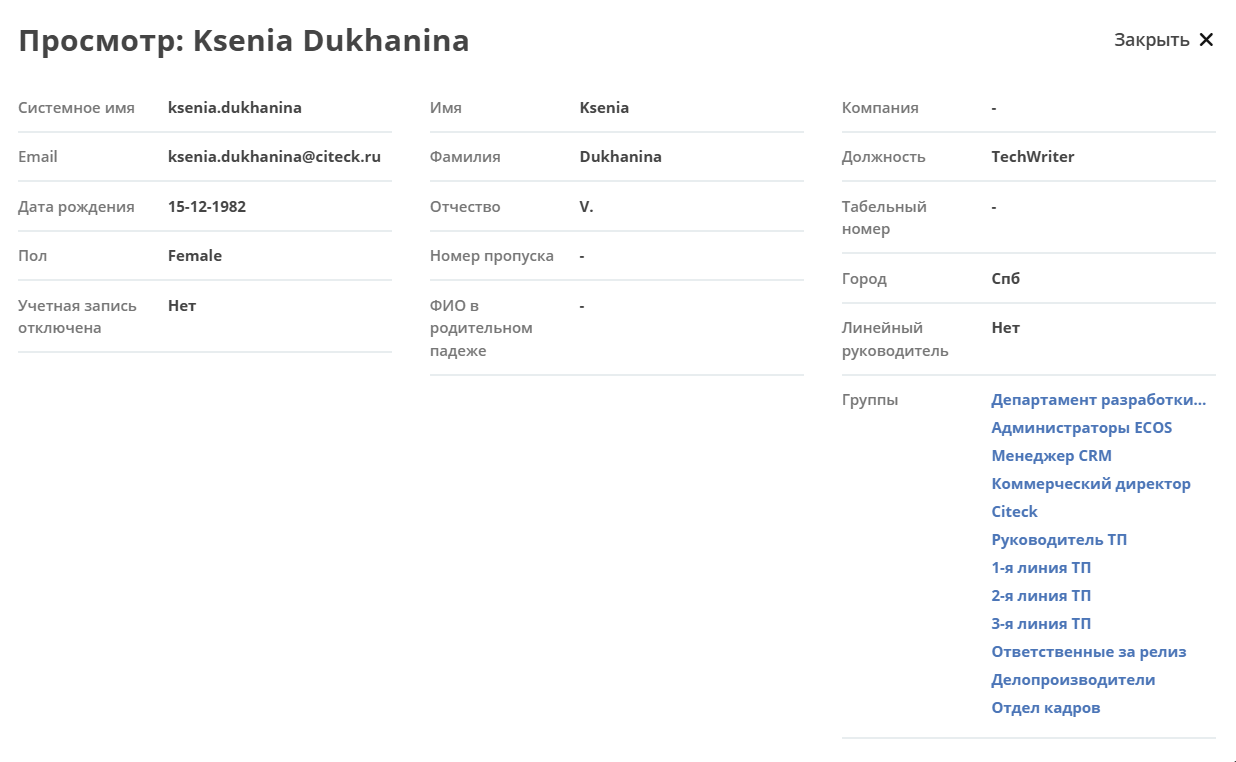 Просмотр: Ksenia Dukhanina
Закрыть
Системное имя ksenia.dukhanina
Email ksenia.dukhanina@citeck.ru
Дата рождения 15-12-1982
Пол Female
Учетная запись Нет
отключена
Имя Ksenia
Фамилия Dukhanina
Отчество V.
Номер пропуска -
ФИО в -
родительном
падеже
Компания -
Должность TechWriter
Табельный -
номер
Город Спб
Линейный Нет
руководитель
Группы Департамент разработки...
Администраторы ECOS
Менеджер CRM
Коммерческий директор
Citeck
Руководитель ТП
1-я линия ТП
2-я линия ТП
3-я линия ТП
Ответственные за релиз
Делопроизводители
Отдел кадров